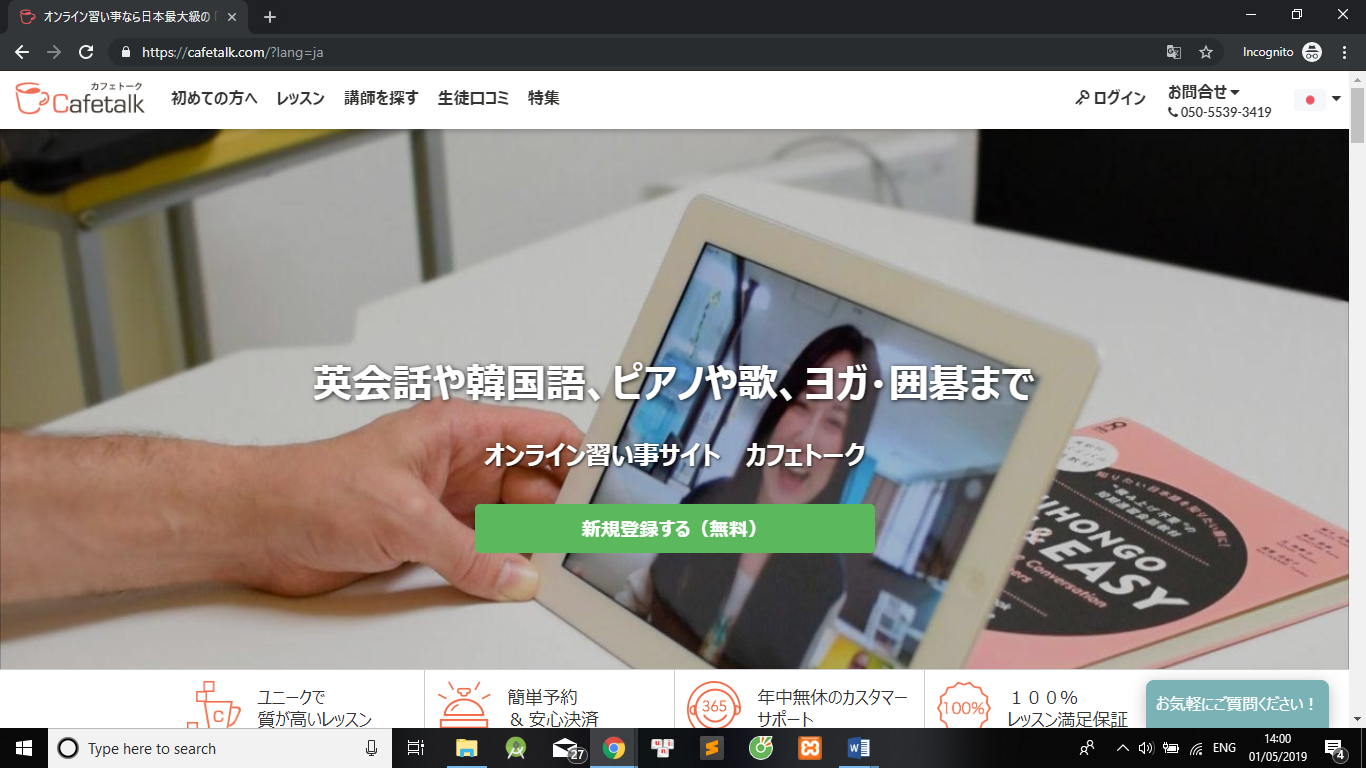 オンライン習い事なら日本最大級の「
https://cafetalk.com/?lang=ja
Incognito
カフェトーク
Cafetalk
初めての方へ
レッスン
講師を探す
生徒口コミ
特集
ログイン
お問合せ
050-5539-3419
英会話や韓国語、ピアノや歌、ヨガ・囲碁まで
オンライン習い事サイト　カフェトーク
新規登録する（無料）
NIHONGO
&EASY
Conversation
C
ユニークで
質が高いレッスン
簡単予約
& 安心決済
365
年中無休のカスタマー
サポート
100%
１００％
レッスン満足保証
お気軽にご質問ください！
Type here to search
27
W
ENG
14:00
01/05/2019
4